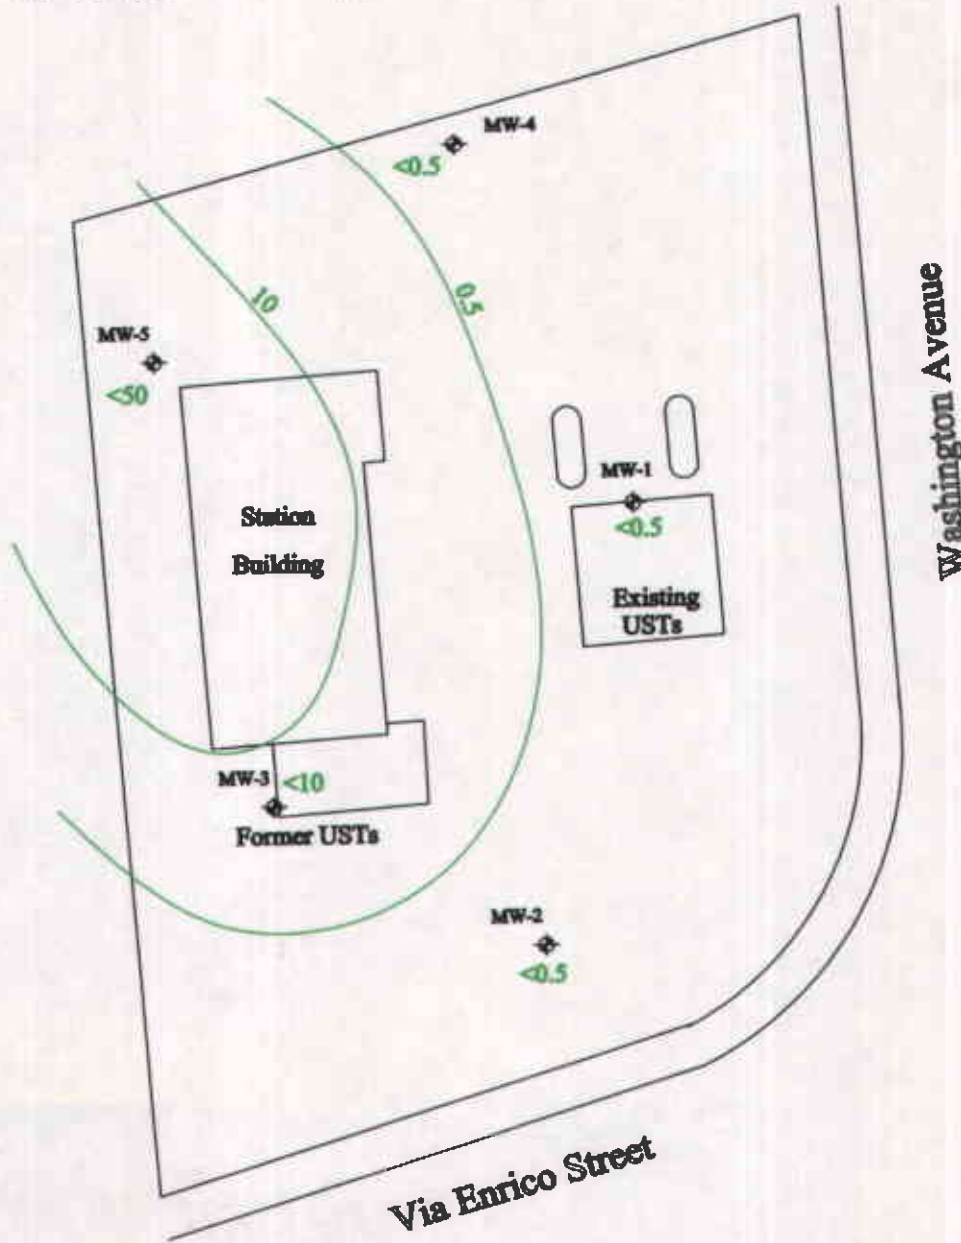 MW-4
<0.5
10
0.5
MW-5
<50
MW-1
<0.5
Station
Building
Existing
USTs
Washington Avenue
MW-3
<10
Former USTs
MW-2
<0.5
Via Enrico Street